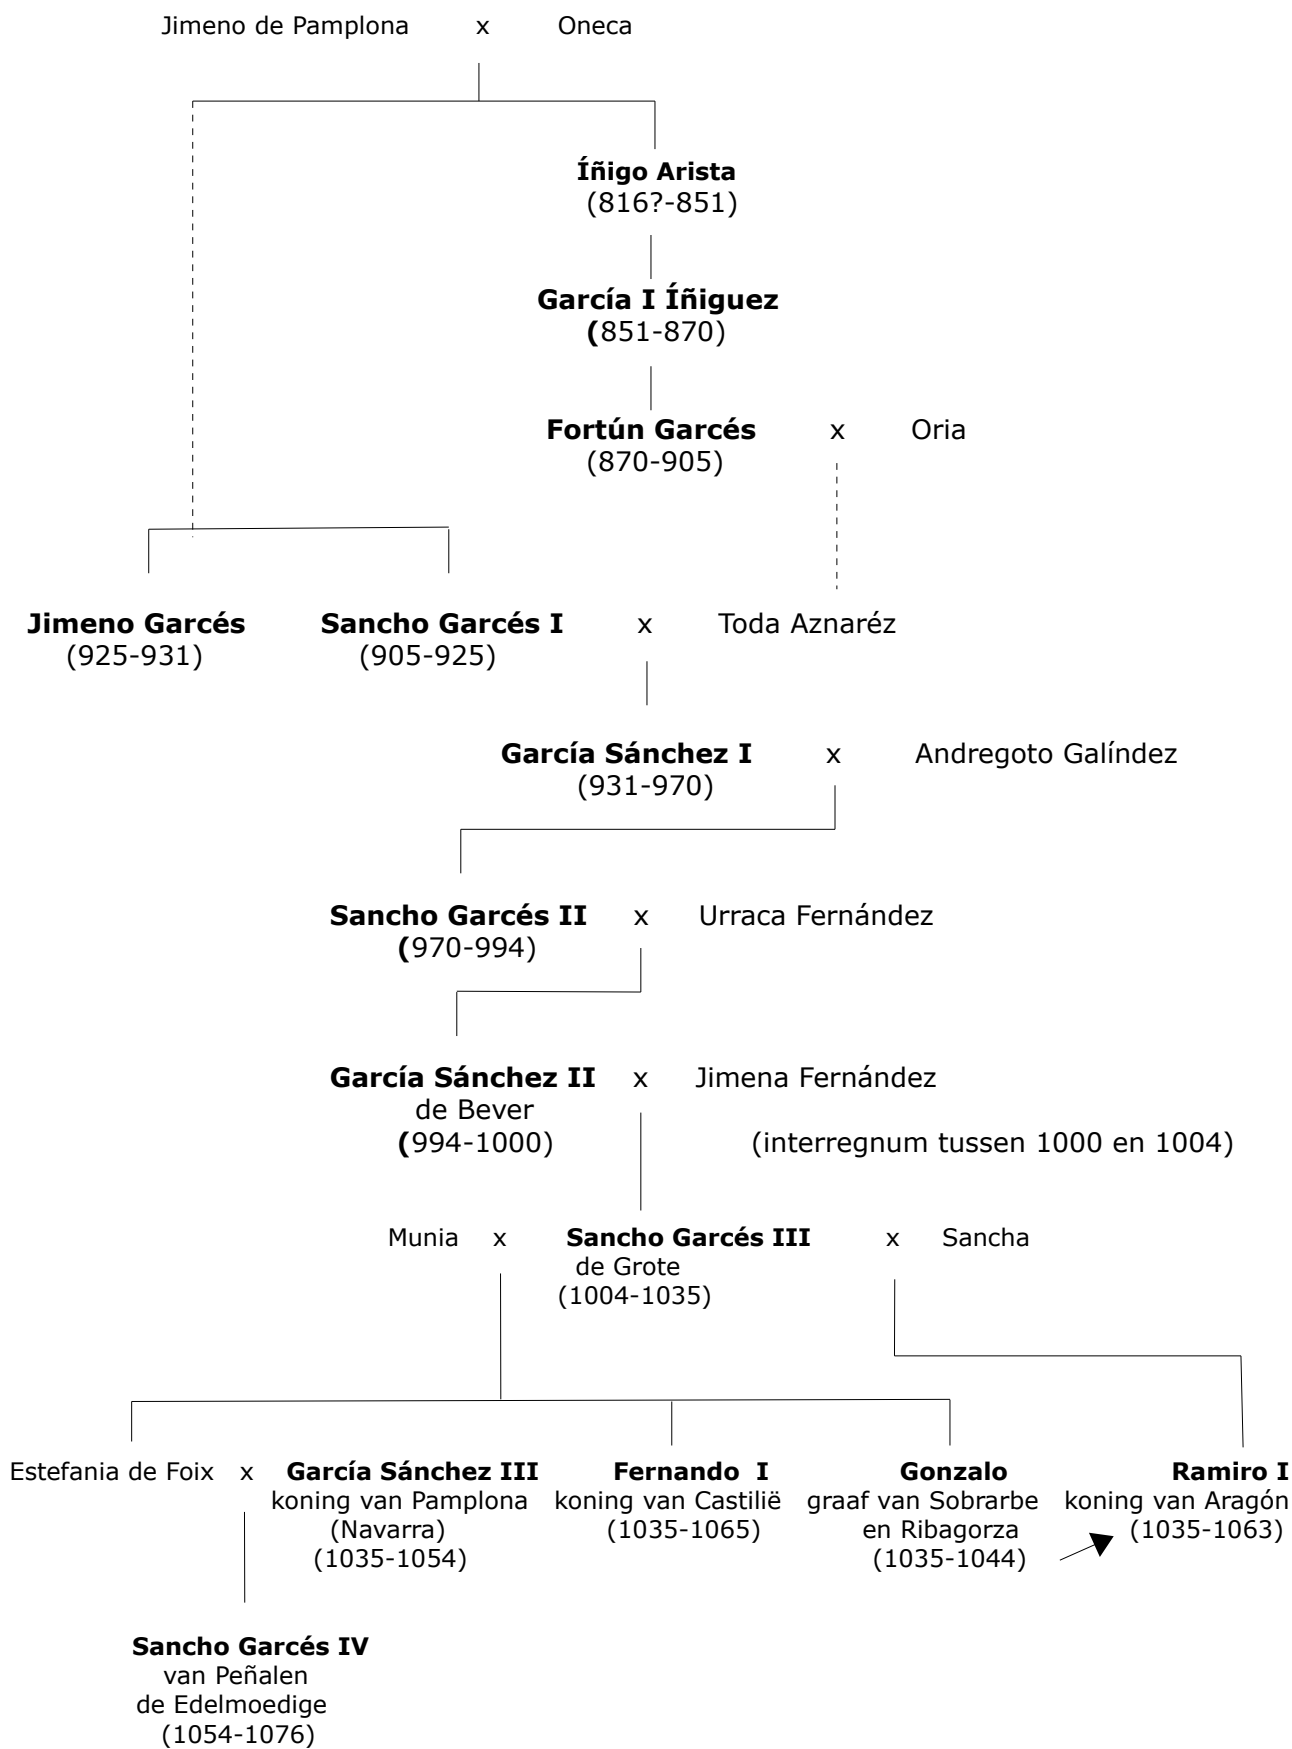 Jimeno de Pamplona x Oneca
Íñigo Arista
(816?-851)
García I Íñiguez
(851-870)
Fortún Garcés x Oria
(870-905)
Jimeno Garcés Sancho Garcés I x Toda Aznaréz
(925-931) (905-925)
García Sánchez I x Andregoto Galíndez
(931-970)
Sancho Garcés II x Urraca Fernández
(970-994)
García Sánchez II x Jimena Fernández
de Bever
(994-1000) (interregnum tussen 1000 en 1004)
Munia x Sancho Garcés III x Sancha
de Grote
(1004-1035)
Estefania de Foix x García Sánchez III Fernando I Gonzalo Ramiro I
koning van Pamplona koning van Castilië graaf van Sobrarbe koning van Aragón
(Navarra) (1035-1065) en Ribagorza (1035-1063)
(1035-1054) (1035-1044)
Sancho Garcés IV
van Peñalen
de Edelmoedige
(1054-1076)